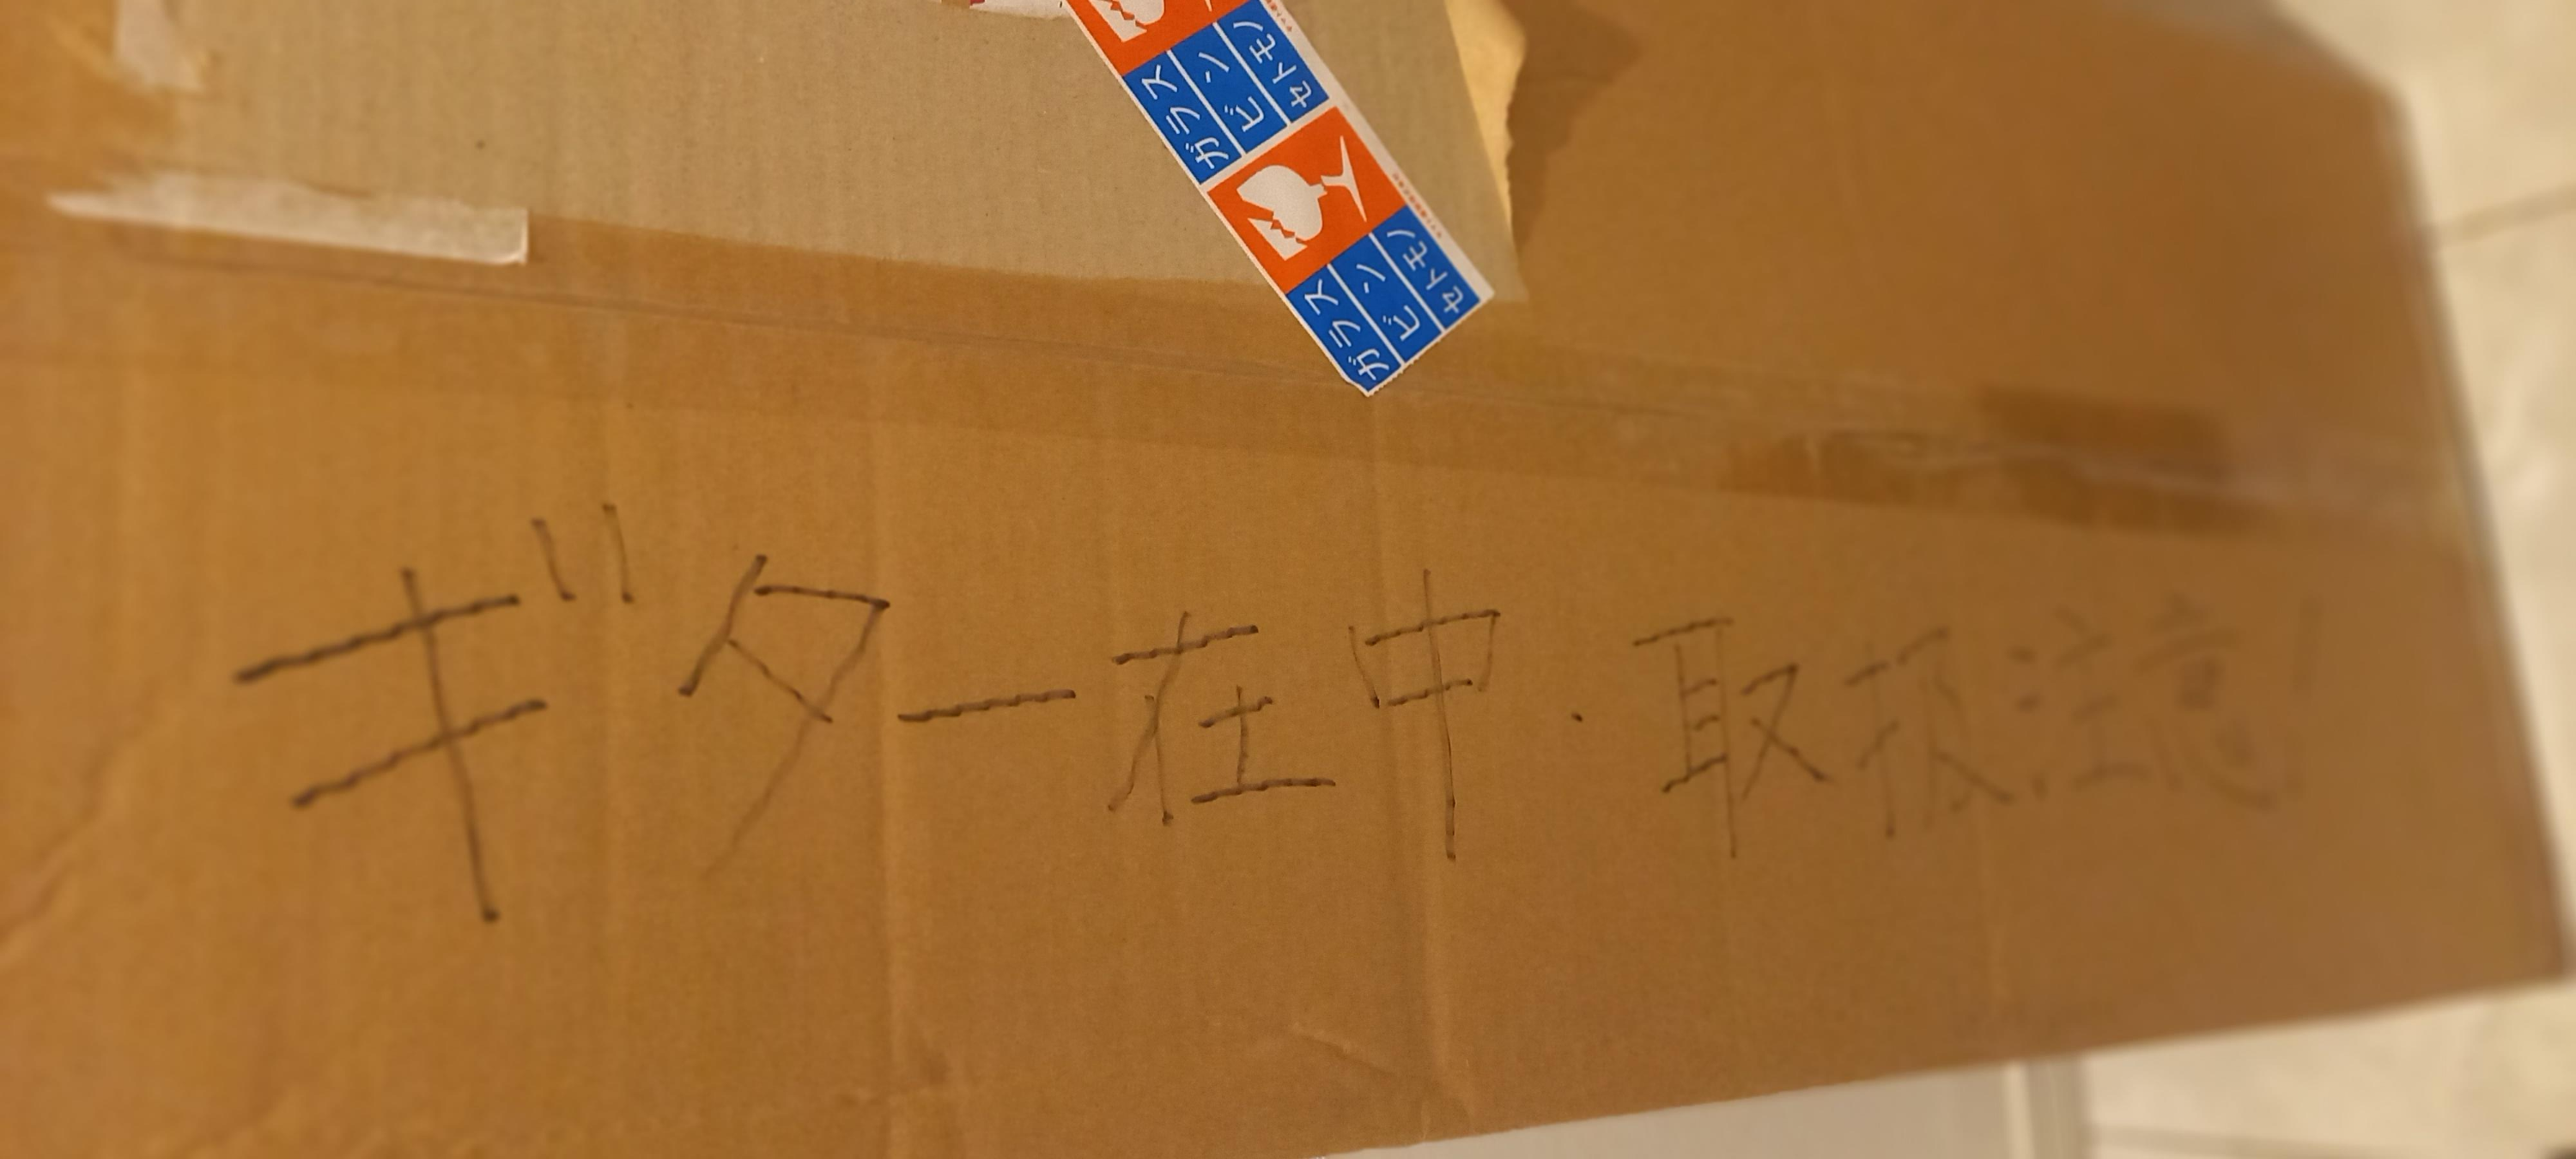 ガラス
ビン
セトモノ
ガラス
ビン
セトモノ
ギター在中・取扱注意!